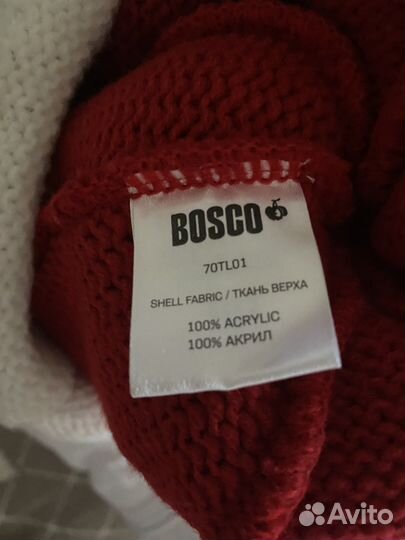 BOSCO
70TL01
SHELL FABRIC / ТКАНЬ ВЕРХА
100% ACRYLIC
100% АКРИЛ
Avito